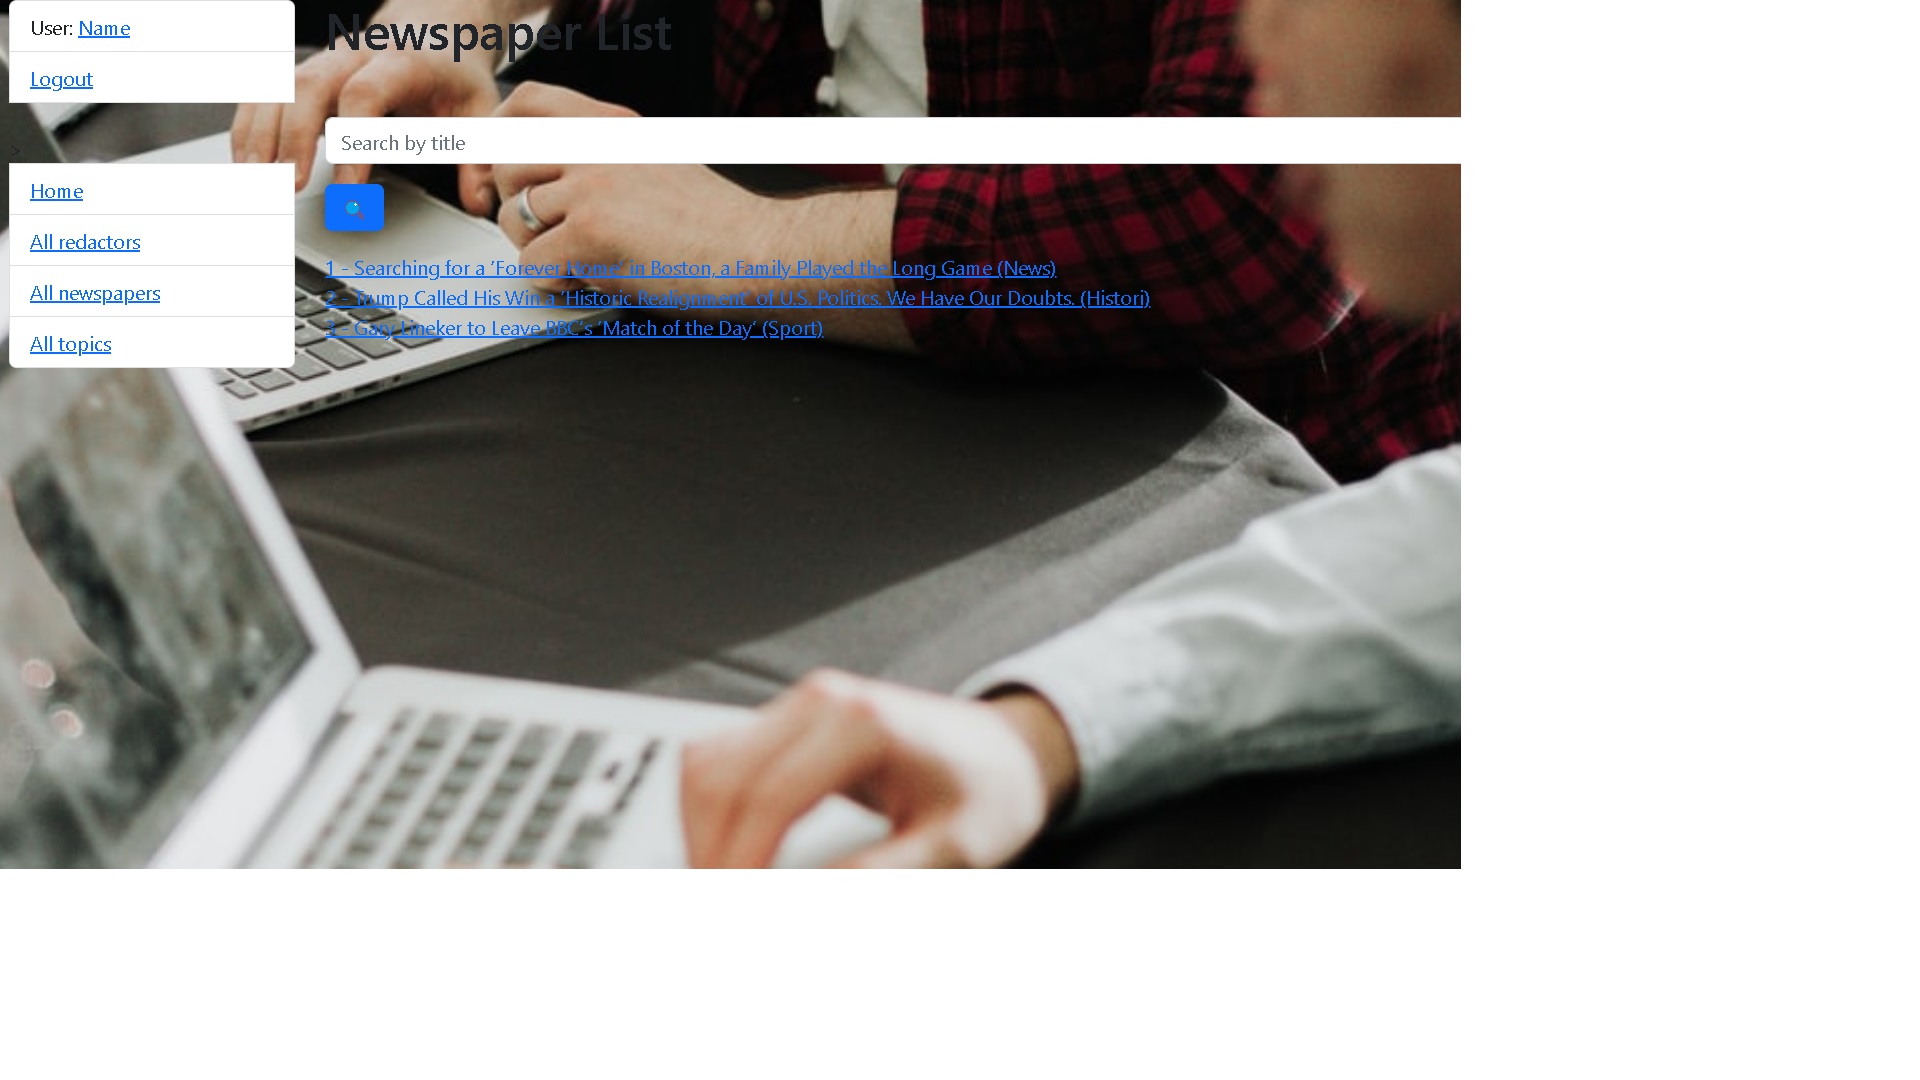 User: Name
Logout
>
Home
All redactors
All newspapers
All topics
Newspaper List
Search by title
1 - Searching for a ‘Forever Home’ in Boston, a Family Played the Long Game (News)
2 - Trump Called His Win a ‘Historic Realignment’ of U.S. Politics. We Have Our Doubts. (Histori)
3 - Gary Lineker to Leave BBC’s ‘Match of the Day’ (Sport)